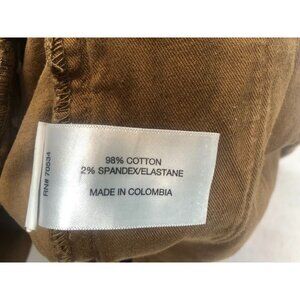 98% COTTON
2% SPANDEX/ELASTANE
MADE IN COLOMBIA
RN# 70534